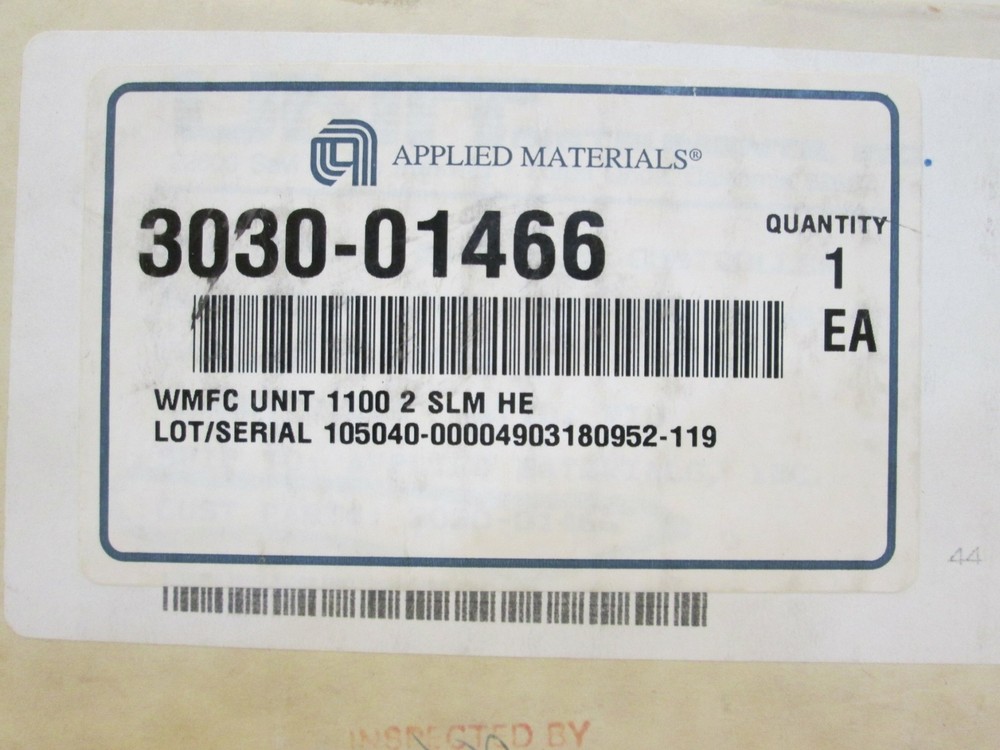 APPLIED MATERIALS®
3030-01466
QUANTITY
1
EA
WMFC UNIT 1100 2 SLM HE
LOT/SERIAL 105040-00004903180952-119
44
INSPECTED BY